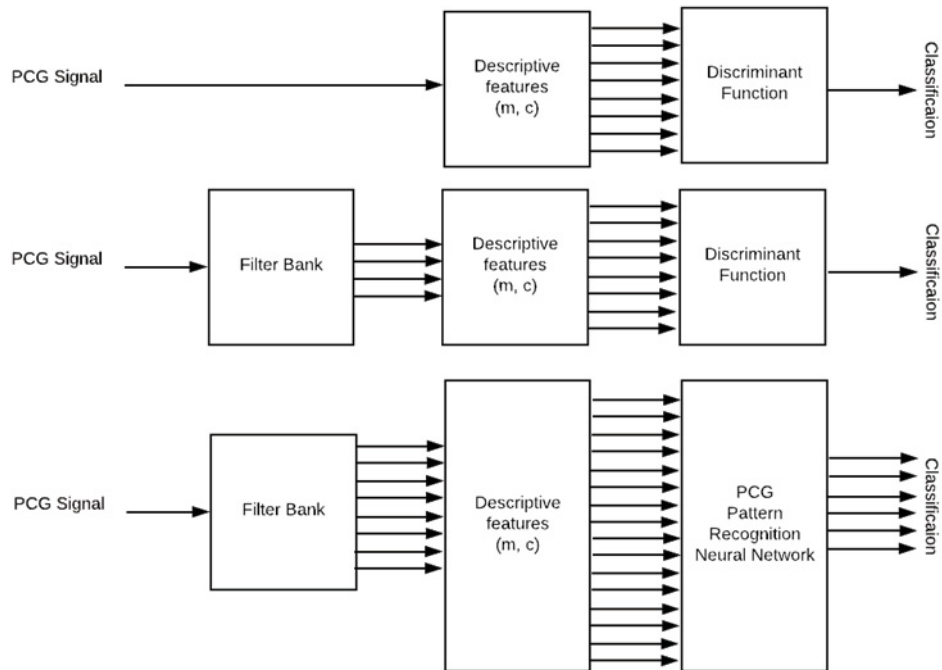 PCG Signal
Descriptive
features
(m, c)
Discriminant
Function
Classificaion
PCG Signal
Filter Bank
Descriptive
features
(m, c)
Discriminant
Function
Classificaion
PCG Signal
Filter Bank
Descriptive
features
(m, c)
PCG
Pattern
Recognition
Neural Network
Classificaion